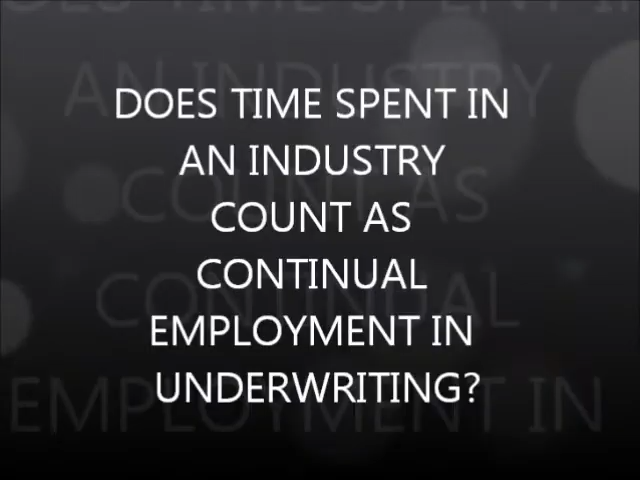 DOES TIME SPENT IN
AN INDUSTRY
COUNT AS
CONTINUAL
EMPLOYMENT IN
UNDERWRITING?